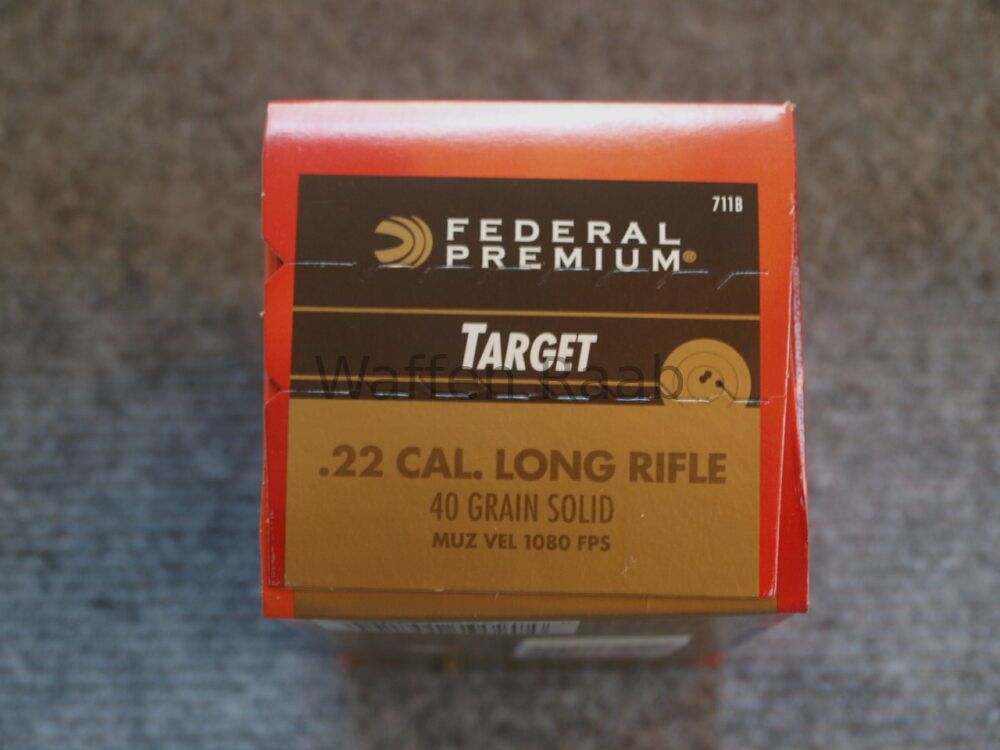 711B
FEDERAL
PREMIUM®
TARGET
Waffen Raab
.22 CAL. LONG RIFLE
40 GRAIN SOLID
MUZ VEL 1080 FPS